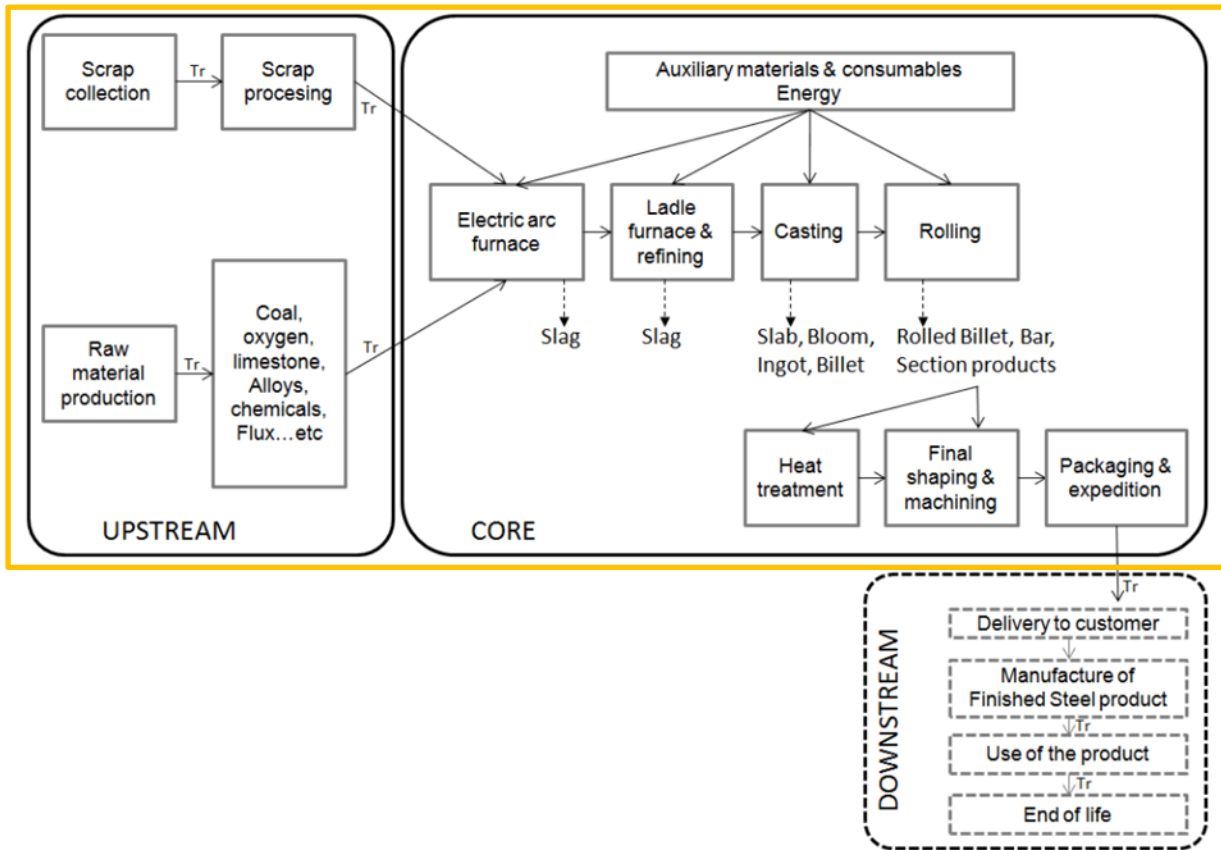 Scrap
collection
Tr
Scrap
procesing
Tr
Raw
material
production
Tr
Coal,
oxygen,
limestone,
Alloys,
chemicals,
Flux…etc
Tr
UPSTREAM
Auxiliary materials & consumables
Energy
Electric arc
furnace
Ladle
furnace &
refining
Casting
Rolling
Slag
Slag
Slab, Bloom,
Ingot, Billet
Rolled Billet, Bar,
Section products
Heat
treatment
Final
shaping &
machining
Packaging &
expedition
CORE
Tr
DOWNSTREAM
Delivery to customer
Manufacture of
Finished Steel product
Tr
Use of the product
Tr
End of life